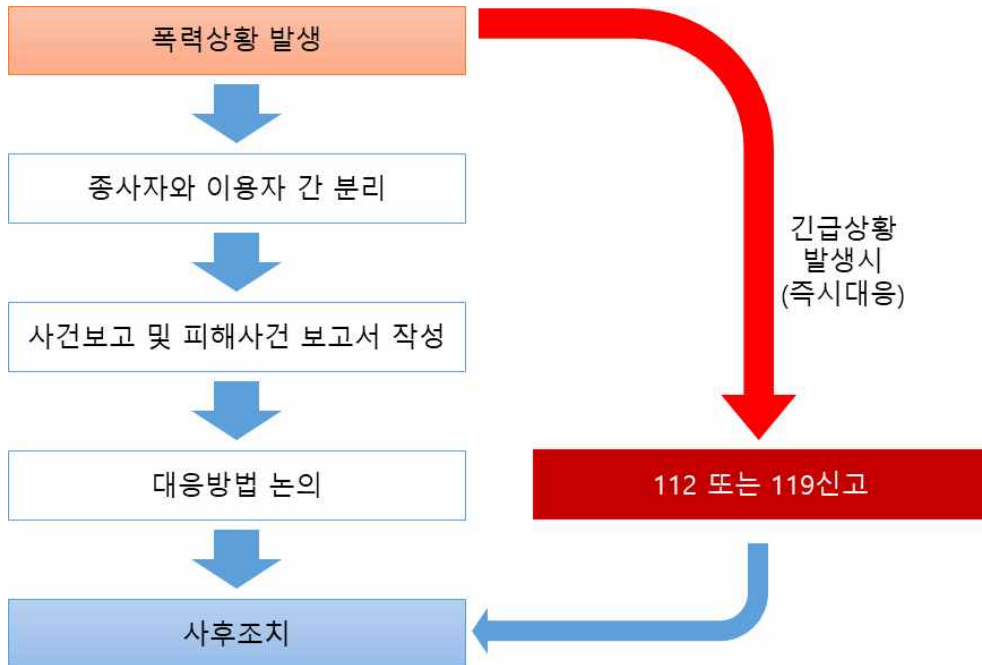 폭력상황 발생
종사자와 이용자 간 분리
긴급상황
발생시
(즉시대응)
사건보고 및 피해사건 보고서 작성
대응방법 논의
112 또는 119신고
사후조치